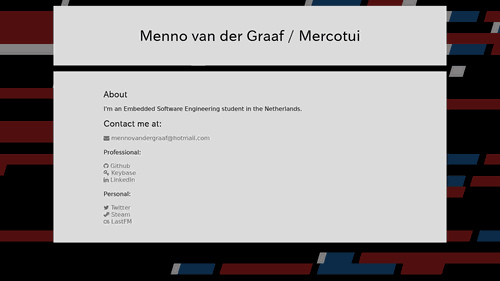 Menno van der Graaf / Mercotui
About
I'm an Embedded Software Engineering student in the Netherlands.
Contact me at:
mennovandergraaf@hotmail.com
Professional:
Github
Keybase
LinkedIn
Personal:
Twitter
Steam
LastFM